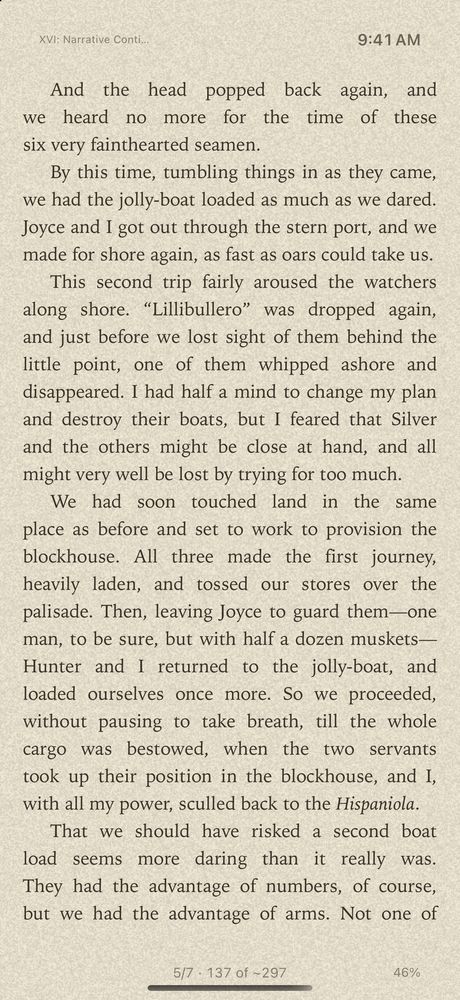 XVI: Narrative Conti...
9:41 AM
And the head popped back again, and
we heard no more for the time of these
six very fainthearted seamen.
By this time, tumbling things in as they came,
we had the jolly-boat loaded as much as we dared.
Joyce and I got out through the stern port, and we
made for shore again, as fast as oars could take us.
This second trip fairly aroused the watchers
along shore. “Lillibullero” was dropped again,
and just before we lost sight of them behind the
little point, one of them whipped ashore and
disappeared. I had half a mind to change my plan
and destroy their boats, but I feared that Silver
and the others might be close at hand, and all
might very well be lost by trying for too much.
We had soon touched land in the same
place as before and set to work to provision the
blockhouse. All three made the first journey,
heavily laden, and tossed our stores over the
palisade. Then, leaving Joyce to guard them—one
man, to be sure, but with half a dozen muskets—
Hunter and I returned to the jolly-boat, and
loaded ourselves once more. So we proceeded,
without pausing to take breath, till the whole
cargo was bestowed, when the two servants
took up their position in the blockhouse, and I,
with all my power, sculled back to the Hispaniola.
That we should have risked a second boat
load seems more daring than it really was.
They had the advantage of numbers, of course,
but we had the advantage of arms. Not one of
5/7 · 137 of ~297
46%